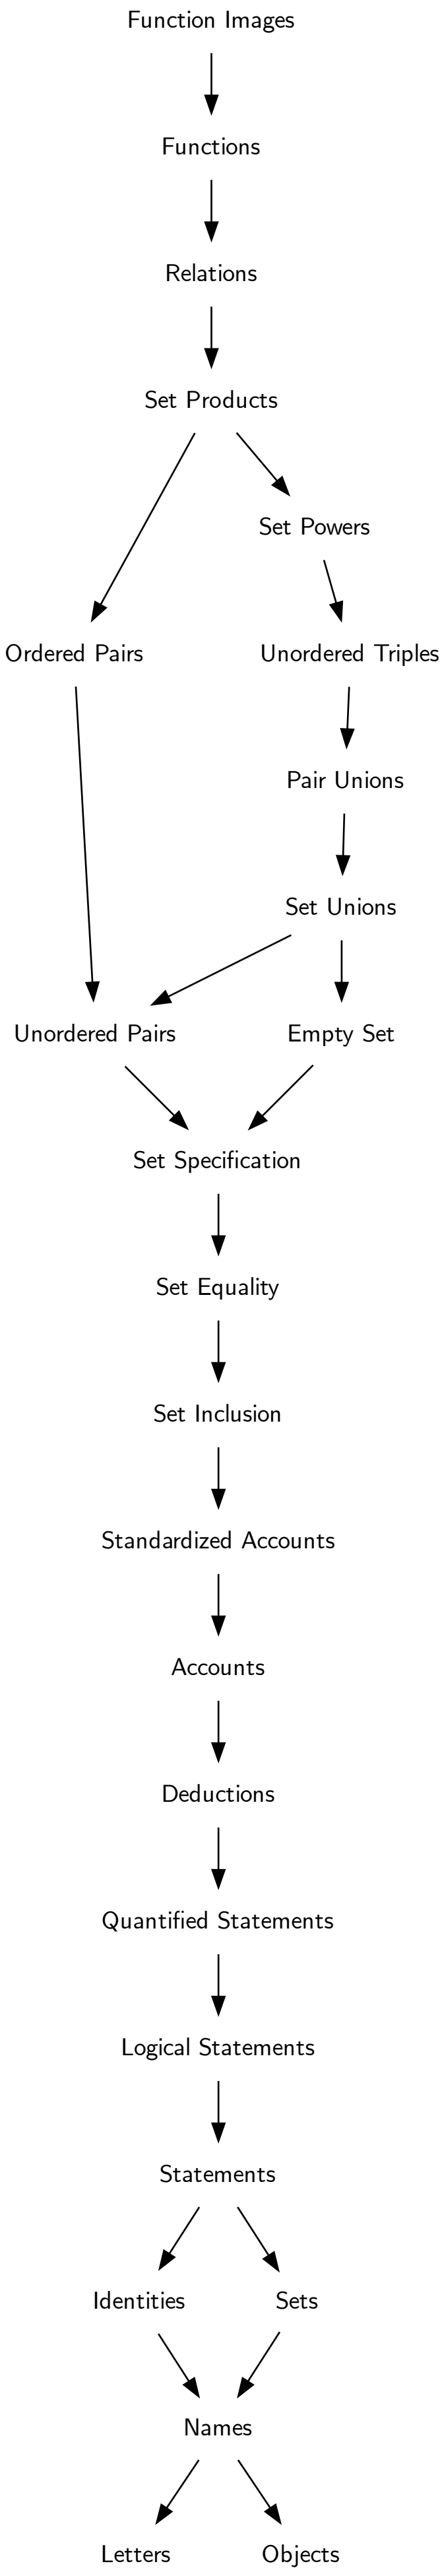 Function Images
Functions
Relations
Set Products
Set Powers
Ordered Pairs
Unordered Triples
Pair Unions
Set Unions
Unordered Pairs
Empty Set
Set Specification
Set Equality
Set Inclusion
Standardized Accounts
Accounts
Deductions
Quantified Statements
Logical Statements
Statements
Identities
Sets
Names
Letters
Objects